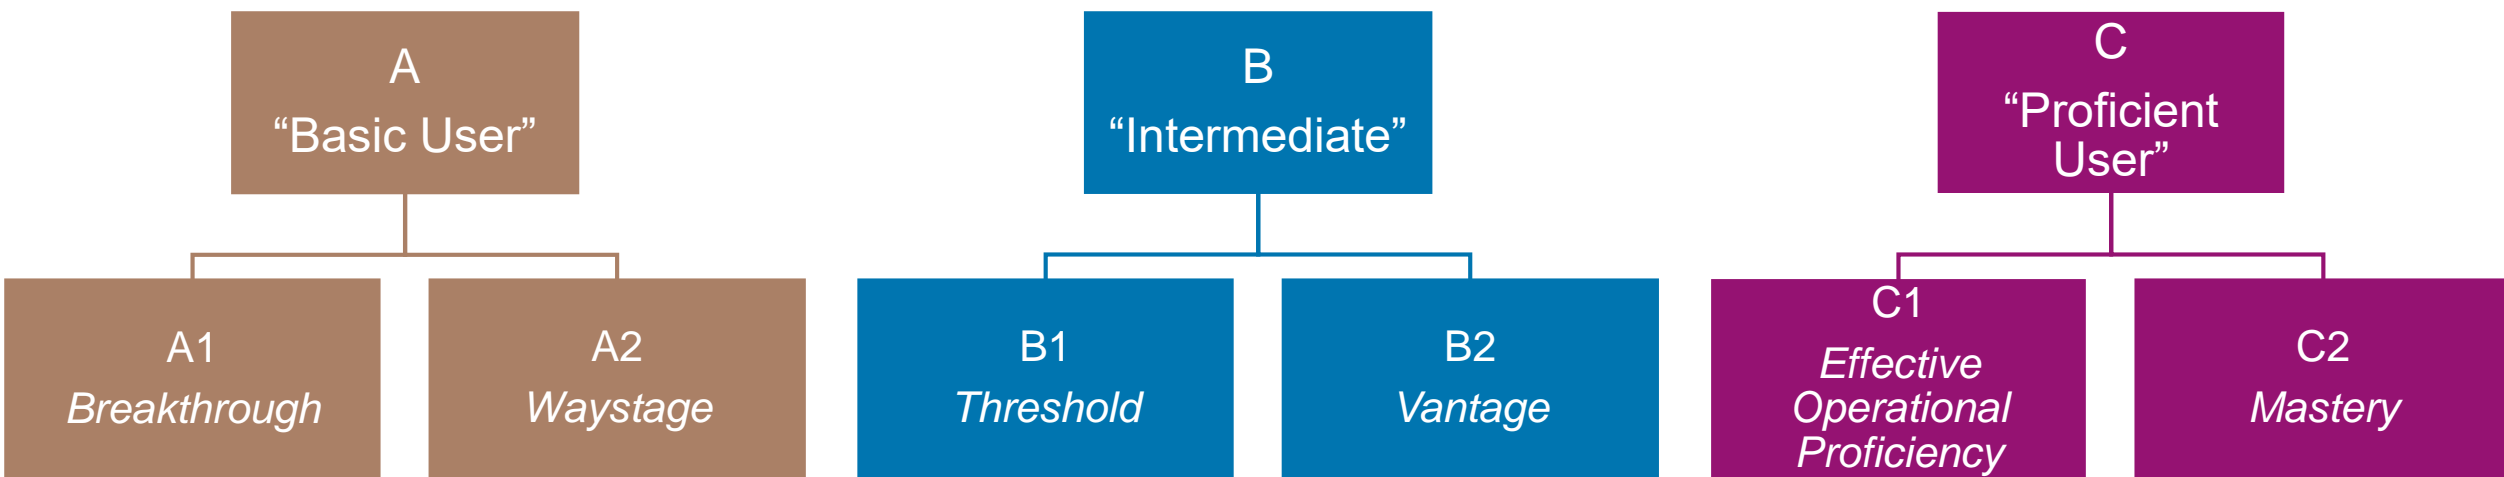 A
“Basic User”
B
“Intermediate”
C
“Proficient
User”
A1
Breakthrough
A2
Waystage
B1
Threshold
B2
Vantage
C1
Effective
Operational
Proficiency
C2
Mastery